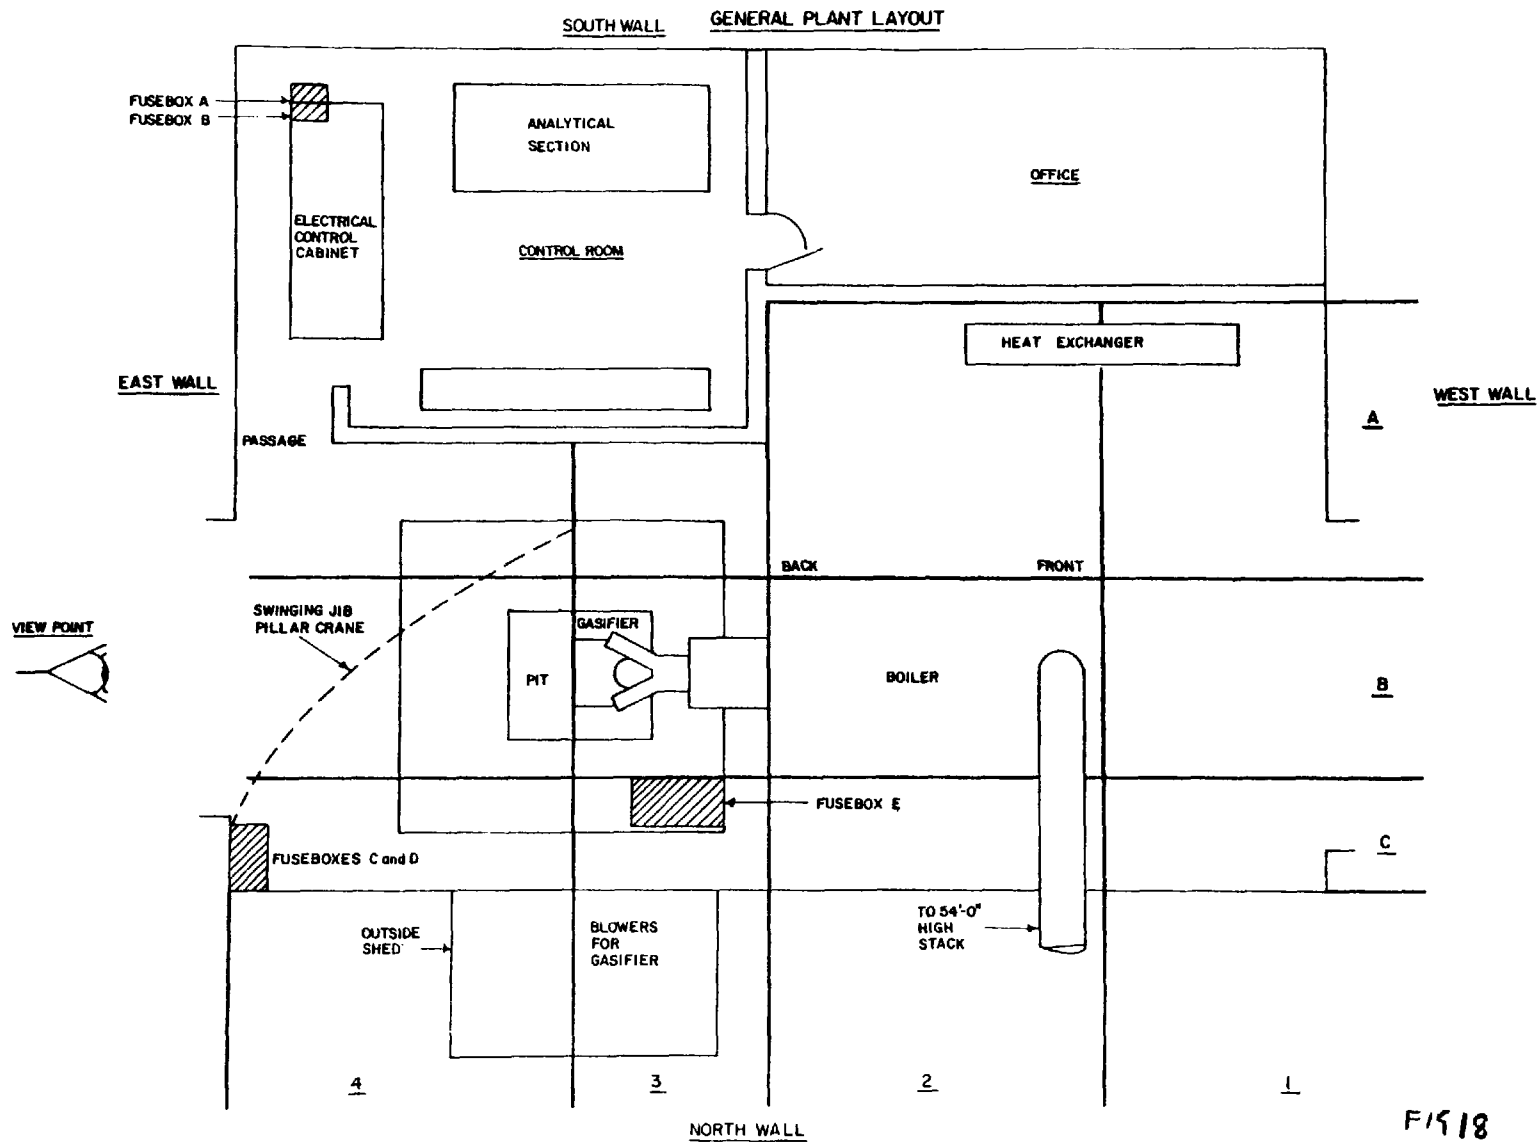 SOUTH WALL GENERAL PLANT LAYOUT
FUSEBOX A
FUSEBOX B
ANALYTICAL
SECTION
OFFICE
ELECTRICAL
CONTROL
CABINET
CONTROL ROOM
HEAT EXCHANGER
EAST WALL
WEST WALL
A
PASSAGE
BACK
FRONT
SWINGING JIB
PILLAR CRANE
VIEW POINT
GASIFIER
PIT
BOILER
B
FUSEBOX E
FUSEBOXES C and D
C
OUTSIDE
SHED
BLOWERS
FOR
GASIFIER
TO 54'-0"
HIGH
STACK
4
3
2
1
NORTH WALL
FIG 18